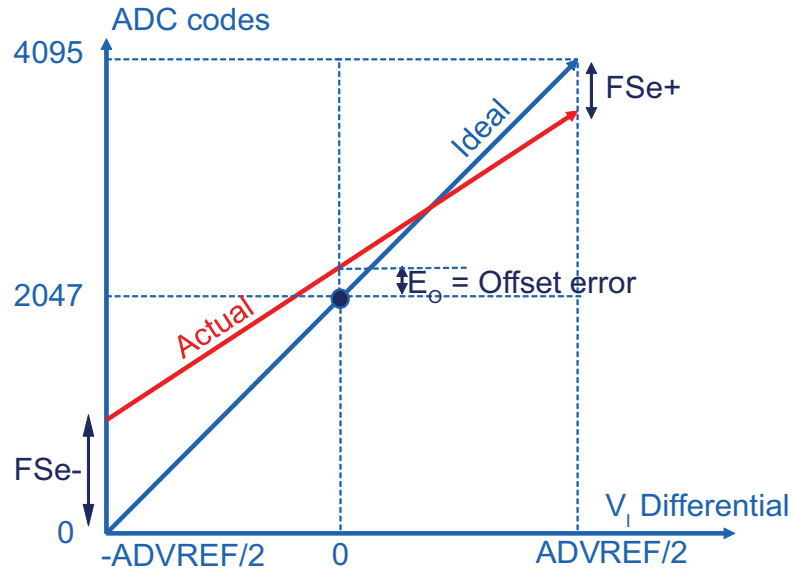 ADC codes
4095
FSe+
Ideal
E_O = Offset error
2047
Actual
FSe-
V_I Differential
0
-ADVREF/2
0
ADVREF/2